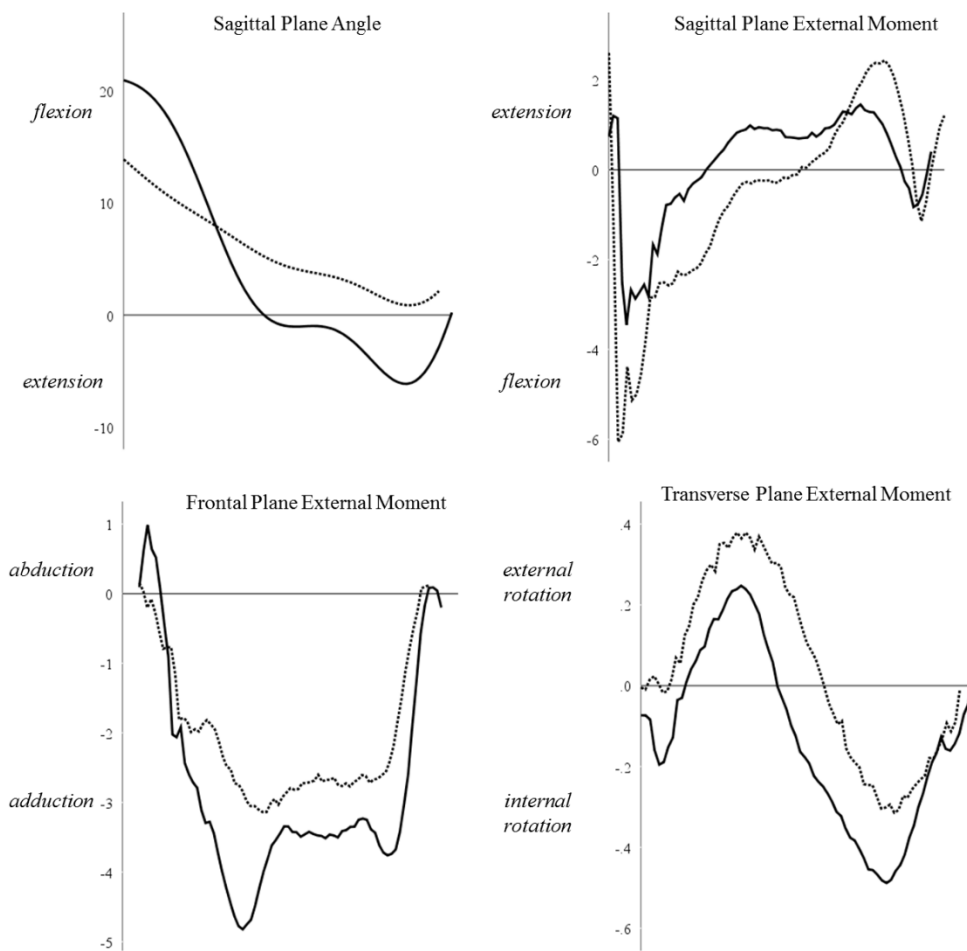 Sagittal Plane Angle
20
flexion
10
0
extension
-10
Sagittal Plane External Moment
2
extension
0
-2
-4
flexion
-6
Frontal Plane External Moment
1
abduction
0
-1
-2
adduction
-3
-4
-5
Transverse Plane External Moment
.4
external
rotation
.2
.0
-.2
internal
rotation
-.4
-.6